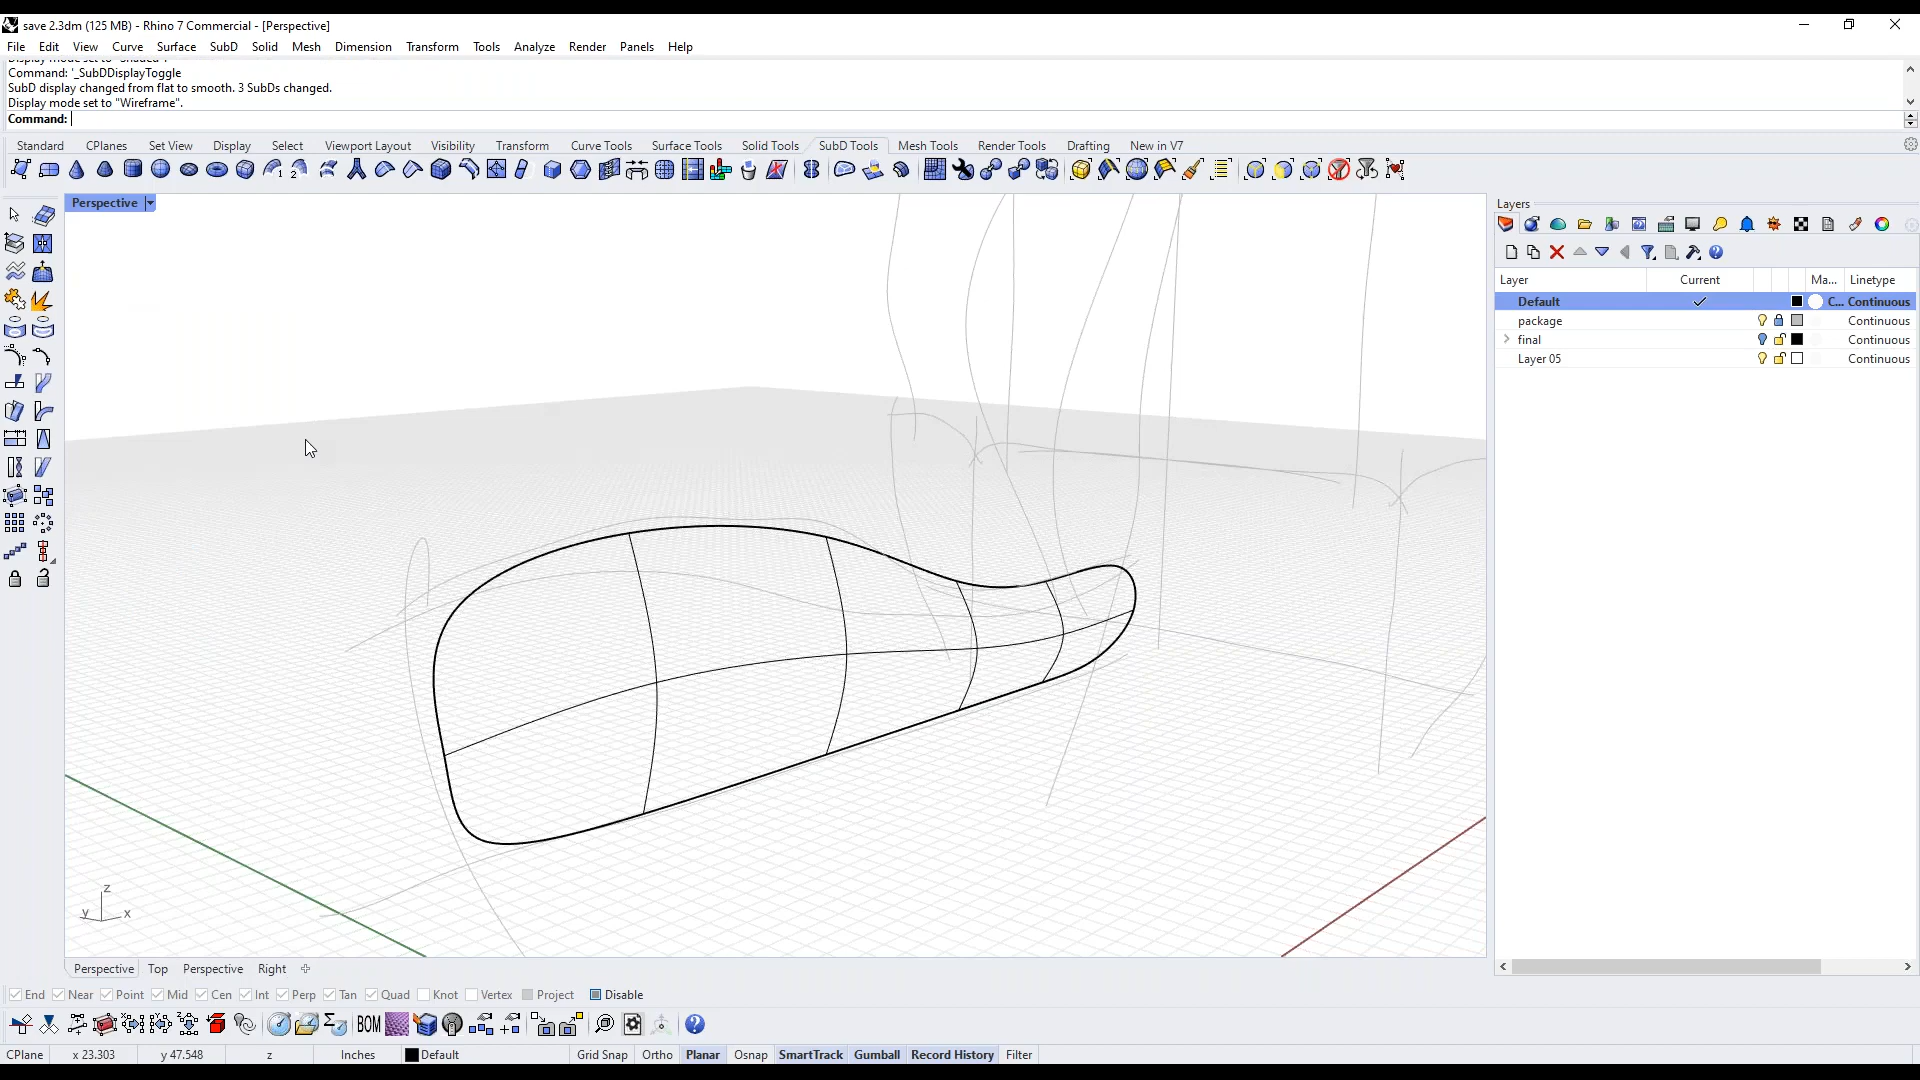 save 2.3dm (125 MB) - Rhino 7 Commercial - [Perspective]
File Edit View Curve Surface SubD Solid Mesh Dimension Transform Tools Analyze Render Panels Help
Command: '_SubDDisplayToggle
SubD display changed from flat to smooth. 3 SubDs changed.
Display mode set to "Wireframe".
Command:
Standard CPlanes Set View Display Select Viewport Layout Visibility Transform Curve Tools Surface Tools Solid Tools SubD Tools Mesh Tools Render Tools Drafting New in V7
Perspective
Layers
Layer Current Ma... Linetype
Default C... Continuous
package Continuous
final Continuous
Layer 05 Continuous
z
y x
Perspective Top Perspective Right
End Near Point Mid Cen Int Perp Tan Quad Knot Vertex Project Disable
BOM
CPlane x 23.303 y 47.548 z Inches Default Grid Snap Ortho Planar Osnap SmartTrack Gumball Record History Filter